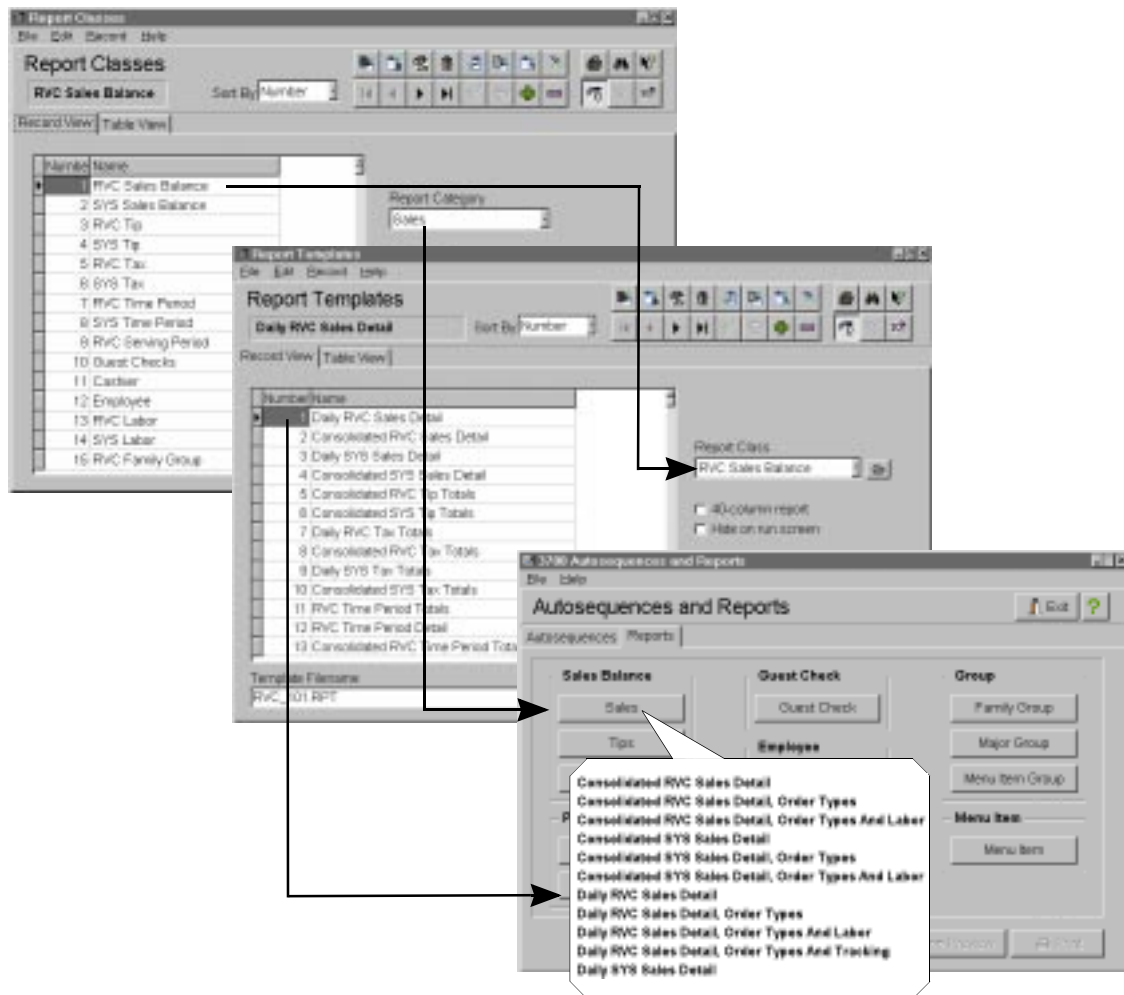 Report Classes
File Edit Record Help
Report Classes
RVC Sales Balance
Sort By Number
Record View Table View
Number Name
1 RVC Sales Balance
2 SYS Sales Balance
3 RVC Tip
4 SYS Tip
5 RVC Tax
6 SYS Tax
7 RVC Time Period
8 SYS Time Period
9 RVC Serving Period
10 Guest Checks
11 Cashier
12 Employee
13 RVC Labor
14 SYS Labor
15 RVC Family Group
Report Category
Sales
Report Templates
File Edit Record Help
Report Templates
Daily RVC Sales Detail
Sort By Number
Record View Table View
Number Name
1 Daily RVC Sales Detail
2 Consolidated RVC Sales Detail
3 Daily SYS Sales Detail
4 Consolidated SYS Sales Detail
5 Consolidated RVC Tip Totals
6 Consolidated SYS Tip Totals
7 Daily RVC Tax Totals
8 Consolidated RVC Tax Totals
9 Daily SYS Tax Totals
10 Consolidated SYS Tax Totals
11 RVC Time Period Totals
12 RVC Time Period Detail
13 Consolidated RVC Time Period Tota
Report Class
RVC Sales Balance
40-column report
Hide on run screen
Template Filename
RVC_101.RPT
3700 Autosequences and Reports
File Help
Autosequences and Reports
Exit
Autosequences Reports
Sales Balance
Sales
Tips
Guest Check
Guest Check
Employee
Group
Family Group
Major Group
Menu Item Group
Menu Item
Menu Item
P
Consolidated RVC Sales Detail
Consolidated RVC Sales Detail, Order Types
Consolidated RVC Sales Detail, Order Types And Labor
Consolidated SYS Sales Detail
Consolidated SYS Sales Detail, Order Types
Consolidated SYS Sales Detail, Order Types And Labor
Daily RVC Sales Detail
Daily RVC Sales Detail, Order Types
Daily RVC Sales Detail, Order Types And Labor
Daily RVC Sales Detail, Order Types And Tracking
Daily SYS Sales Detail
Print